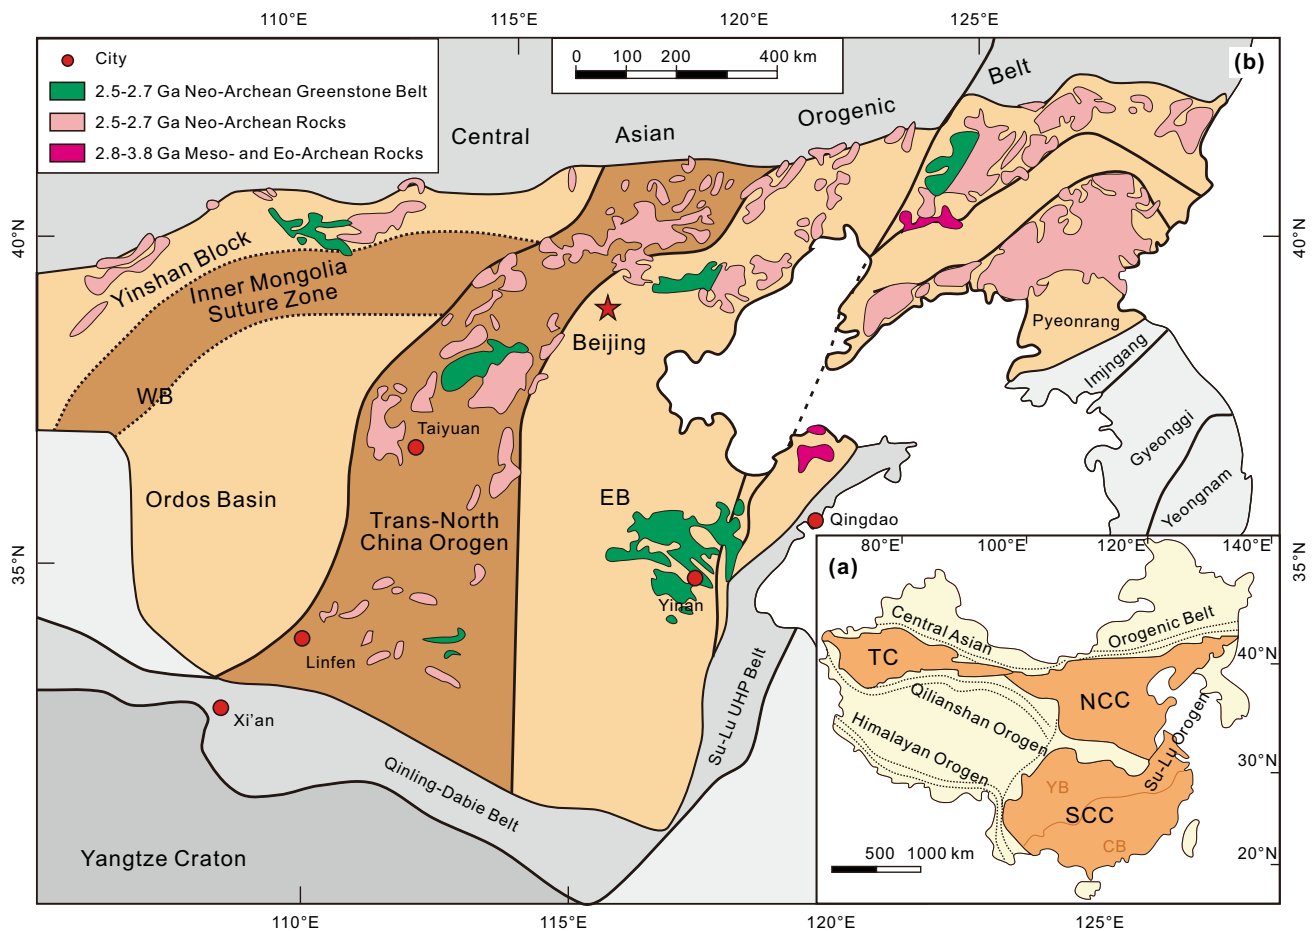 110°E
115°E
120°E
125°E
City
2.5-2.7 Ga Neo-Archean Greenstone Belt
2.5-2.7 Ga Neo-Archean Rocks
2.8-3.8 Ga Meso- and Eo-Archean Rocks
0 100 200 400 km
(b)
Central
Asian
Orogenic
Belt
40°N
40°N
Yinshan Block
Inner Mongolia
Suture Zone
Beijing
Pyeonrang
Imjngang
WB
Taiyuan
Gyeonggi
Yeongnam
Ordos Basin
EB
Trans-North
China Orogen
Qingdao
35°N
35°N
Yinan
Linfen
Xi'an
Su-Lu UHP Belt
Qinling-Dabie Belt
Yangtze Craton
80°E
100°E
120°E
140°E
(a)
Central Asian
Orogenic Belt
40°N
TC
NCC
Qilianshan Orogen
Himalayan Orogen
Su-Lu Orogen
30°N
YB
SCC
CB
20°N
500 1000 km
110°E
115°E
120°E
125°E